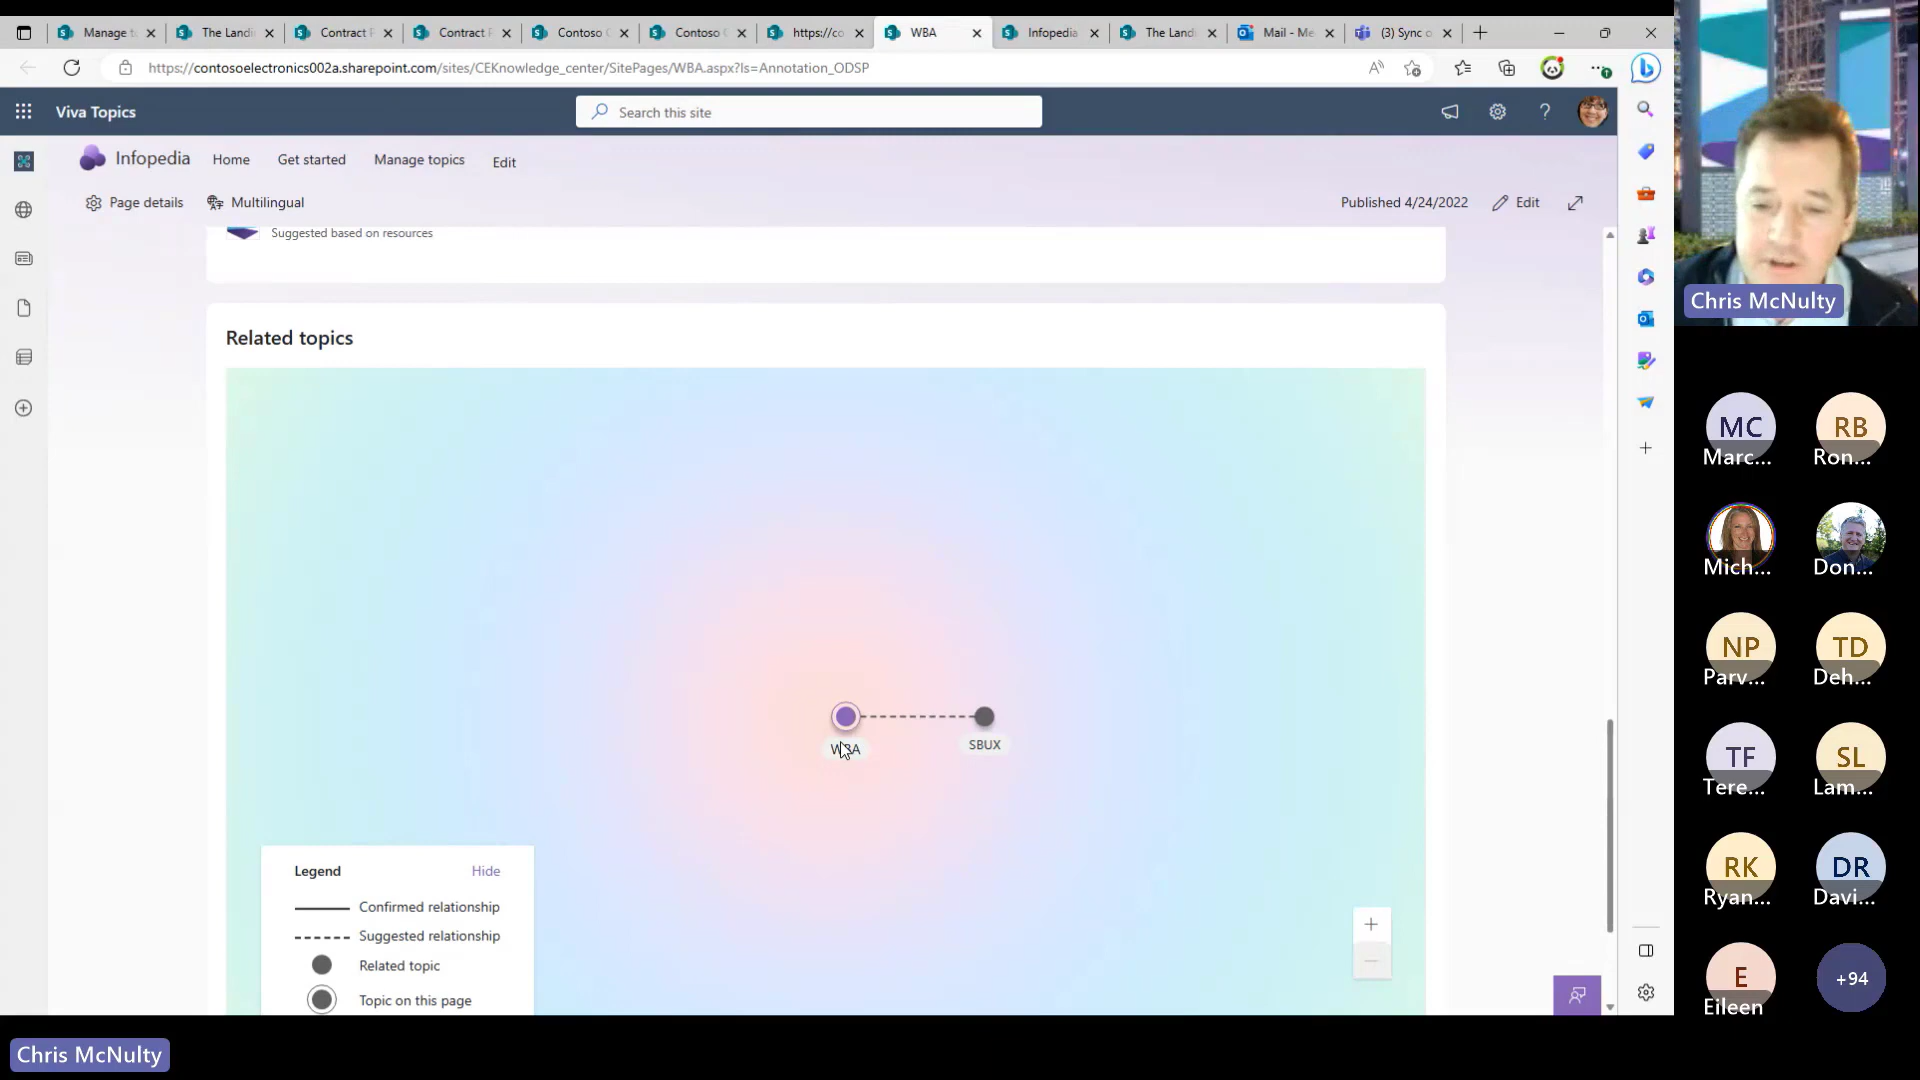 Manage t
The Landi
Contract F
Contract F
Contoso
Contoso
https://co
WBA
Infopedia
The Land
Mail - Me
(3) Sync o
https://contosoelectronics002a.sharepoint.com/sites/CEKnowledge_center/SitePages/WBA.aspx?ls=Annotation_ODSP
Viva Topics
Search this site
Infopedia
Home
Get started
Manage topics
Edit
Page details
Multilingual
Published 4/24/2022
Edit
Suggested based on resources
Related topics
WBA
SBUX
Legend
Hide
Confirmed relationship
Suggested relationship
Related topic
Topic on this page
Chris McNulty
MC
Marc...
RB
Ron...
Mich...
Don...
NP
Parv...
TD
Deh...
TF
Tere...
SL
Lam...
RK
Ryan...
DR
Davi...
E
Eileen
+94
Chris McNulty